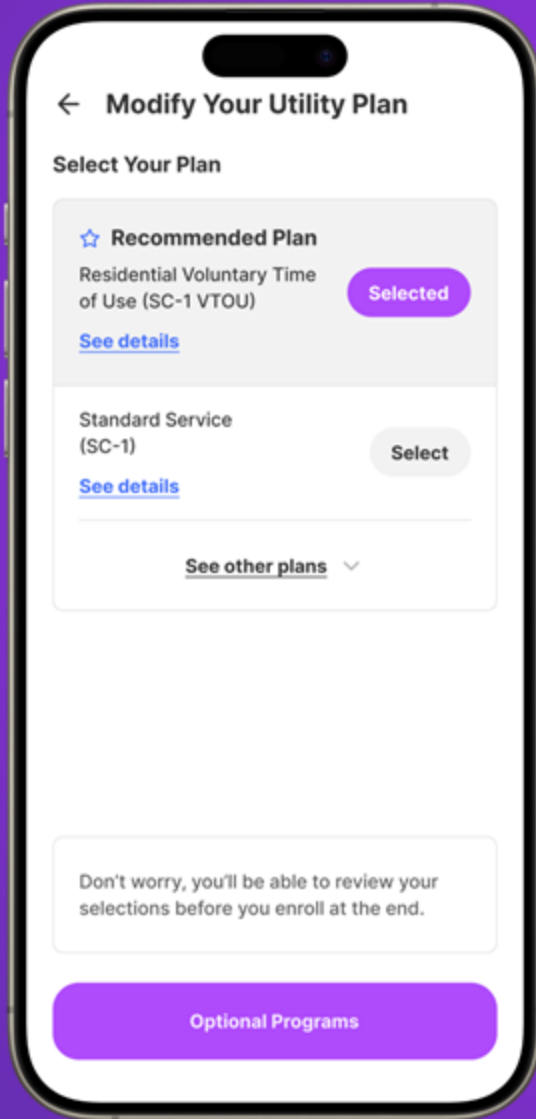 Modify Your Utility Plan
Select Your Plan
Recommended Plan
Residential Voluntary Time
of Use (SC-1 VTOU)
Selected
See details
Standard Service
(SC-1)
Select
See details
See other plans
Don't worry, you'll be able to review your
selections before you enroll at the end.
Optional Programs